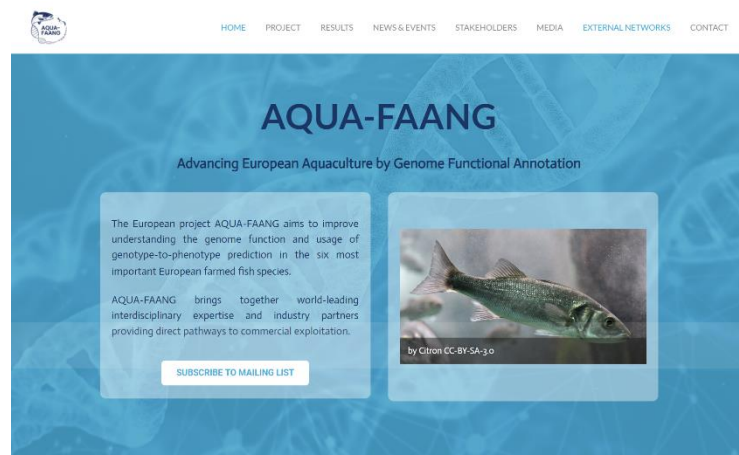 AQUA-
FAANG
HOME PROJECT RESULTS NEWS & EVENTS STAKEHOLDERS MEDIA EXTERNAL NETWORKS CONTACT
AQUA-FAANG
Advancing European Aquaculture by Genome Functional Annotation
The European project AQUA-FAANG aims to improve
understanding the genome function and usage of
genotype-to-phenotype prediction in the six most
important European farmed fish species.
AQUA-FAANG brings together world-leading
interdisciplinary expertise and industry partners
providing direct pathways to commercial exploitation.
SUBSCRIBE TO MAILING LIST
by Citron CC-BY-SA-3.0